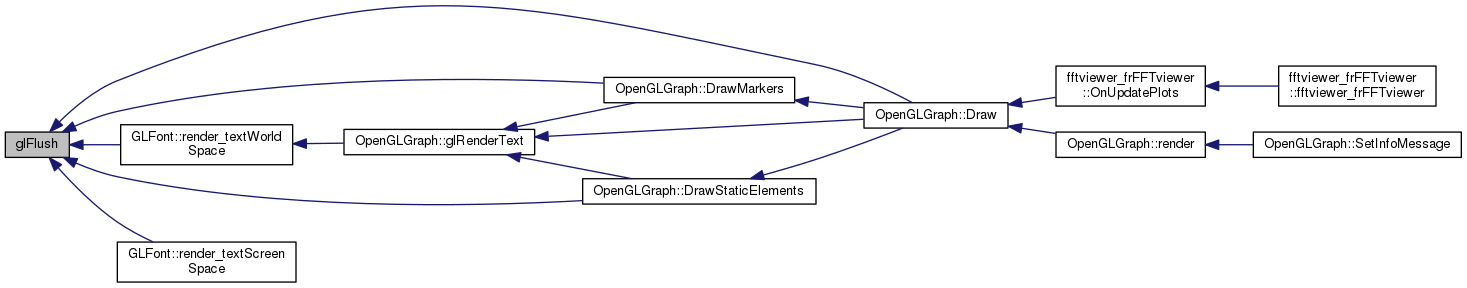 glFlush
GLFont::render_textWorld
Space
GLFont::render_textScreen
Space
OpenGLGraph::glRenderText
OpenGLGraph::DrawMarkers
OpenGLGraph::DrawStaticElements
OpenGLGraph::Draw
fftviewer_frFFTviewer
::OnUpdatePlots
OpenGLGraph::render
fftviewer_frFFTviewer
::fftviewer_frFFTviewer
OpenGLGraph::SetInfoMessage